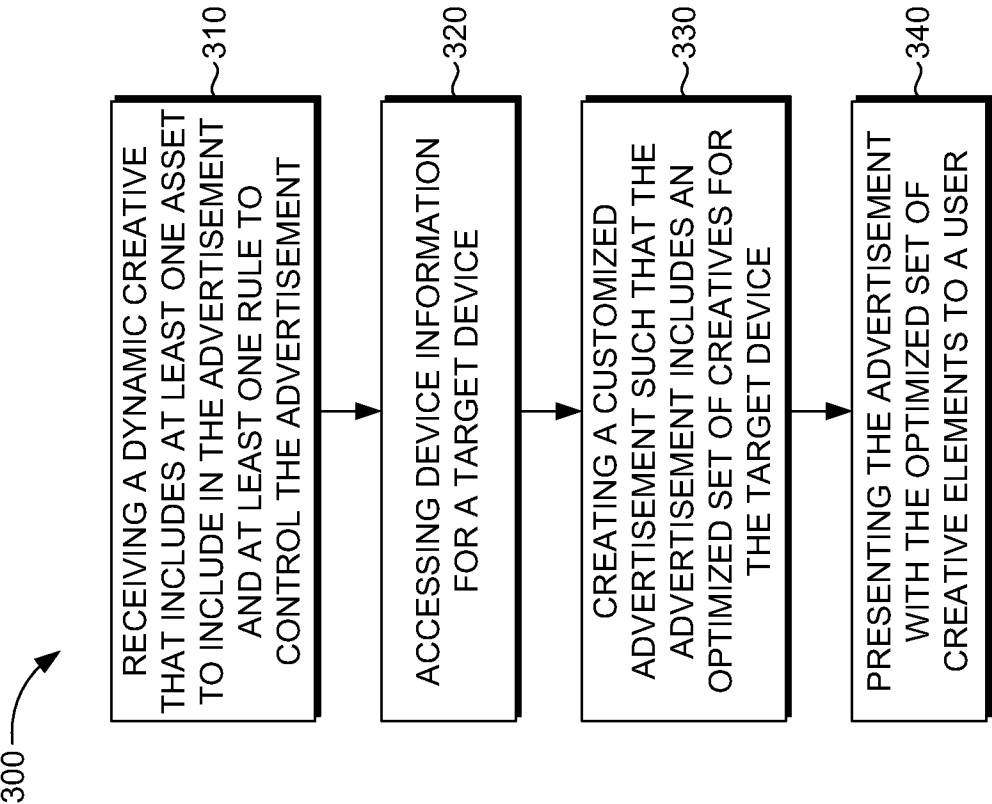 300
RECEIVING A DYNAMIC CREATIVE
THAT INCLUDES AT LEAST ONE ASSET
TO INCLUDE IN THE ADVERTISEMENT
AND AT LEAST ONE RULE TO
CONTROL THE ADVERTISEMENT
310
ACCESSING DEVICE INFORMATION
FOR A TARGET DEVICE
320
CREATING A CUSTOMIZED
ADVERTISEMENT SUCH THAT THE
ADVERTISEMENT INCLUDES AN
OPTIMIZED SET OF CREATIVES FOR
THE TARGET DEVICE
330
PRESENTING THE ADVERTISEMENT
WITH THE OPTIMIZED SET OF
CREATIVE ELEMENTS TO A USER
340